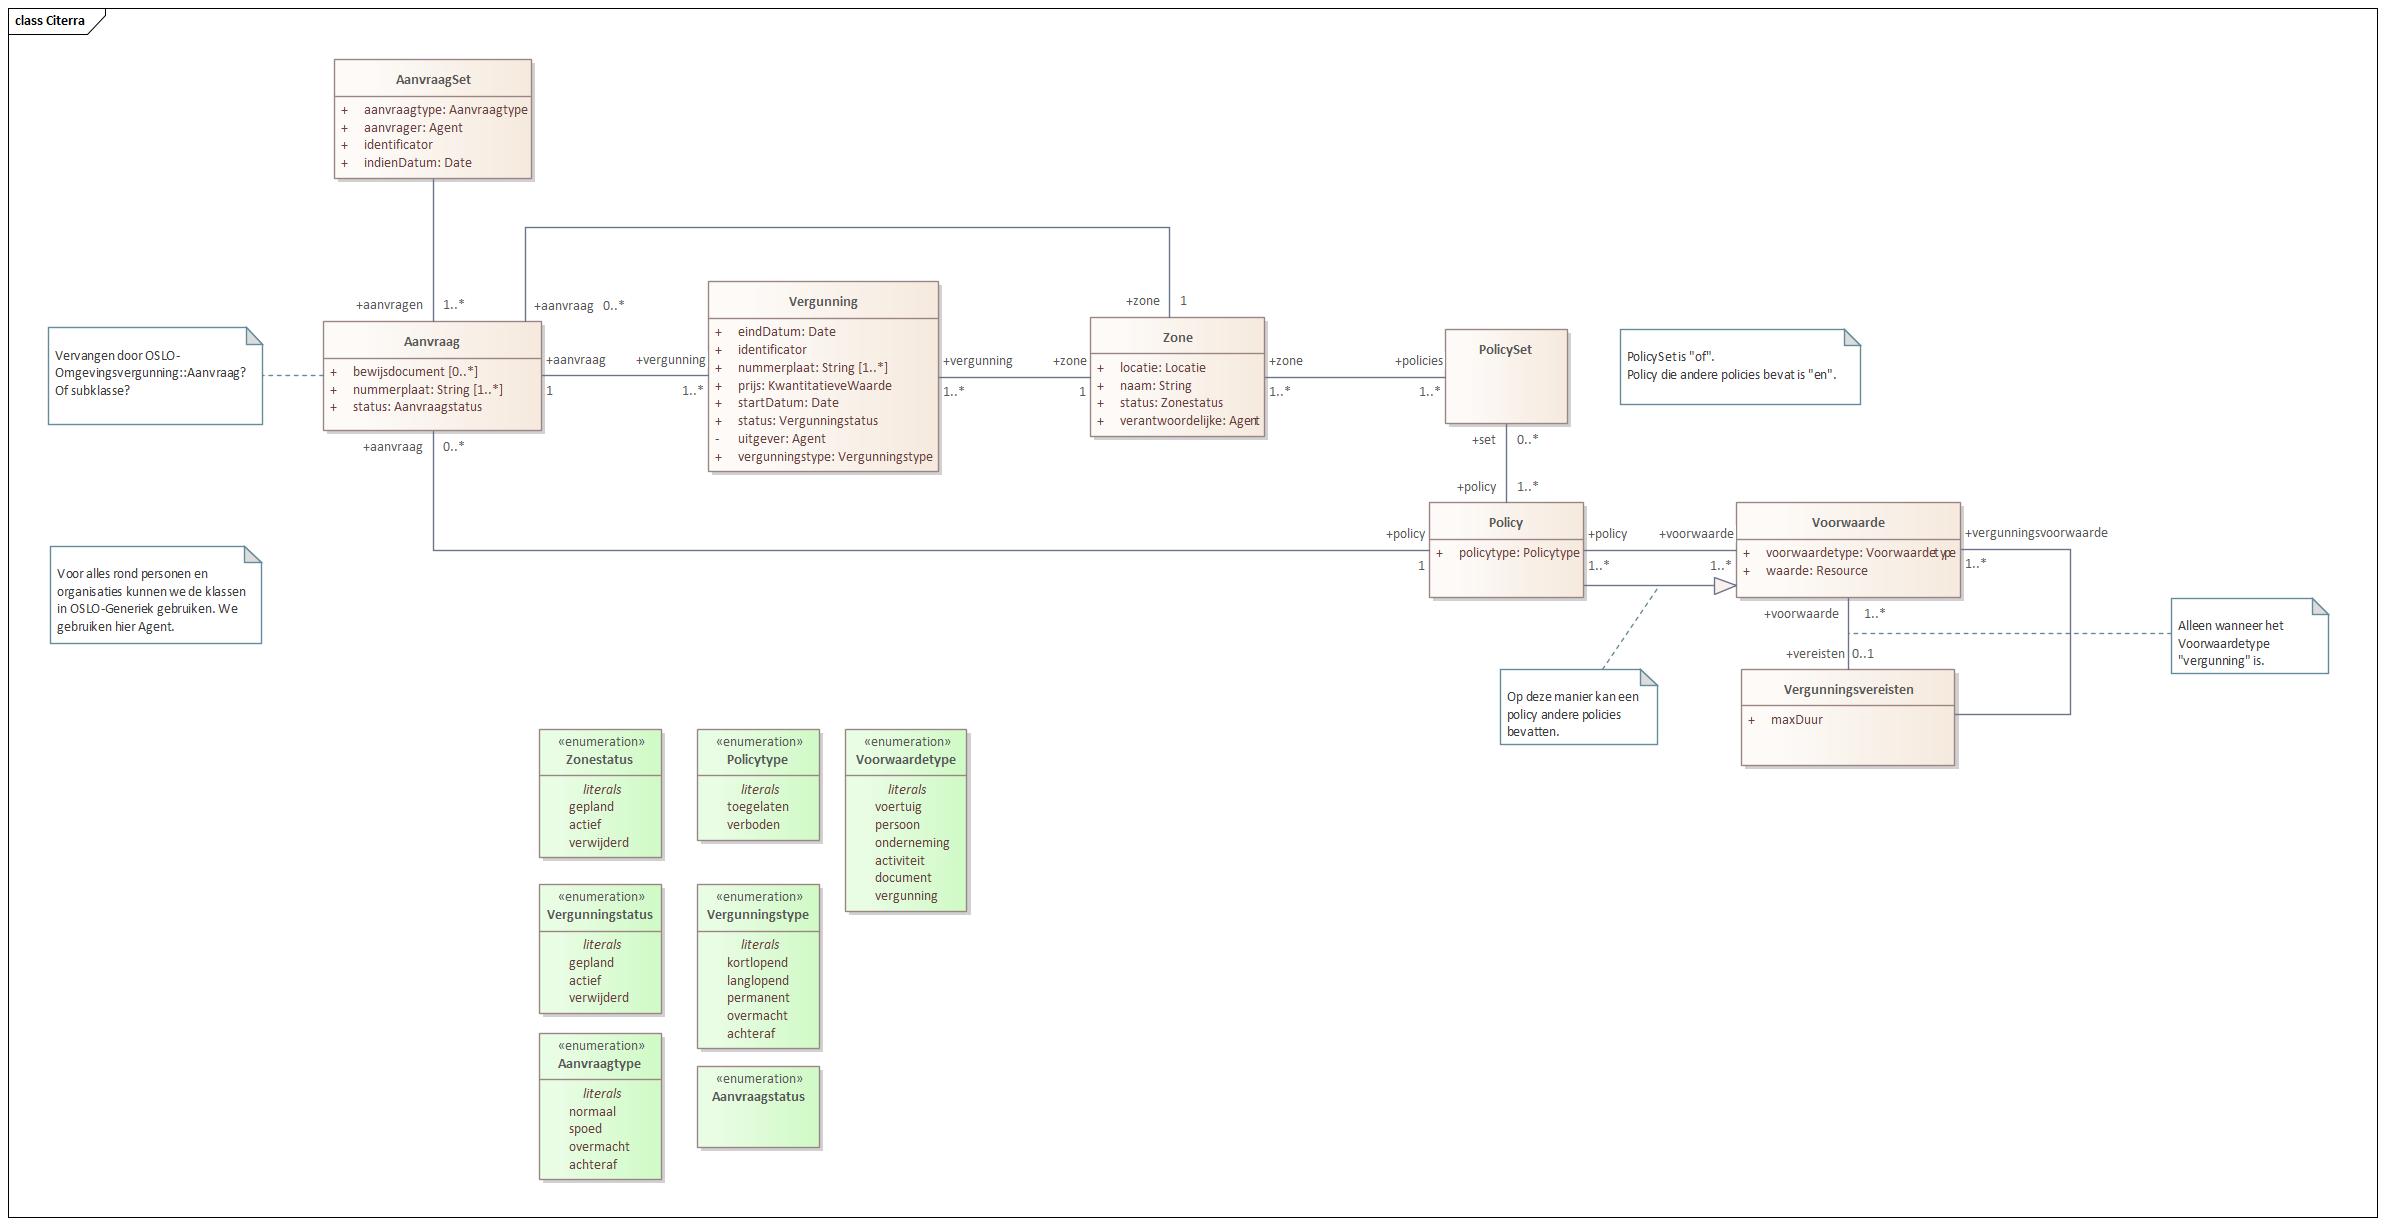 class Citerra
AanvraagSet
+ aanvraagtype: Aanvraagtype
+ aanvrager: Agent
+ identificator
+ indienDatum: Date
+aanvragen 1..*
+aanvraag 0..*
+zone 1
Vervangen door OSLO-
Omgevingsvergunning::Aanvraag?
Of subklasse?
Aanvraag
+ bewijsdocument [0..*]
+ nummerplaat: String [1..*]
+ status: Aanvraagstatus
+aanvraag
1
+vergunning
1..*
+aanvraag 0..*
Vergunning
+ eindDatum: Date
+ identificator
+ nummerplaat: String [1..*]
+ prijs: KwantitatieveWaarde
+ startDatum: Date
+ status: Vergunningstatus
- uitgever: Agent
+ vergunningstype: Vergunningstype
+vergunning
1..*
+zone
1
Zone
+ locatie: Locatie
+ naam: String
+ status: Zonestatus
+ verantwoordelijke: Agent
+zone
1..*
+policies
1..*
PolicySet
PolicySet is "of".
Policy die andere policies bevat is "en".
+set 0..*
+policy 1..*
Voor alles rond personen en
organisaties kunnen we de klassen
in OSLO-Generiek gebruiken. We
gebruiken hier Agent.
+policy
1
Policy
+ policytype: Policytype
+policy
1..*
+voorwaarde
1..*
Voorwaarde
+ voorwaardetype: Voorwaardetype
+ waarde: Resource
+vergunningsvoorwaarde
1..*
+voorwaarde 1..*
+vereisten 0..1
Alleen wanneer het
Voorwaardetype
"vergunning" is.
Op deze manier kan een
policy andere policies
bevatten.
Vergunningsvereisten
+ maxDuur
«enumeration»
Zonestatus
literals
gepland
actief
verwijderd
«enumeration»
Policytype
literals
toegelaten
verboden
«enumeration»
Voorwaardetype
literals
voertuig
persoon
onderneming
activiteit
document
vergunning
«enumeration»
Vergunningstatus
literals
gepland
actief
verwijderd
«enumeration»
Vergunningstype
literals
kortlopend
langlopend
permanent
overmacht
achteraf
«enumeration»
Aanvraagtype
literals
normaal
spoed
overmacht
achteraf
«enumeration»
Aanvraagstatus